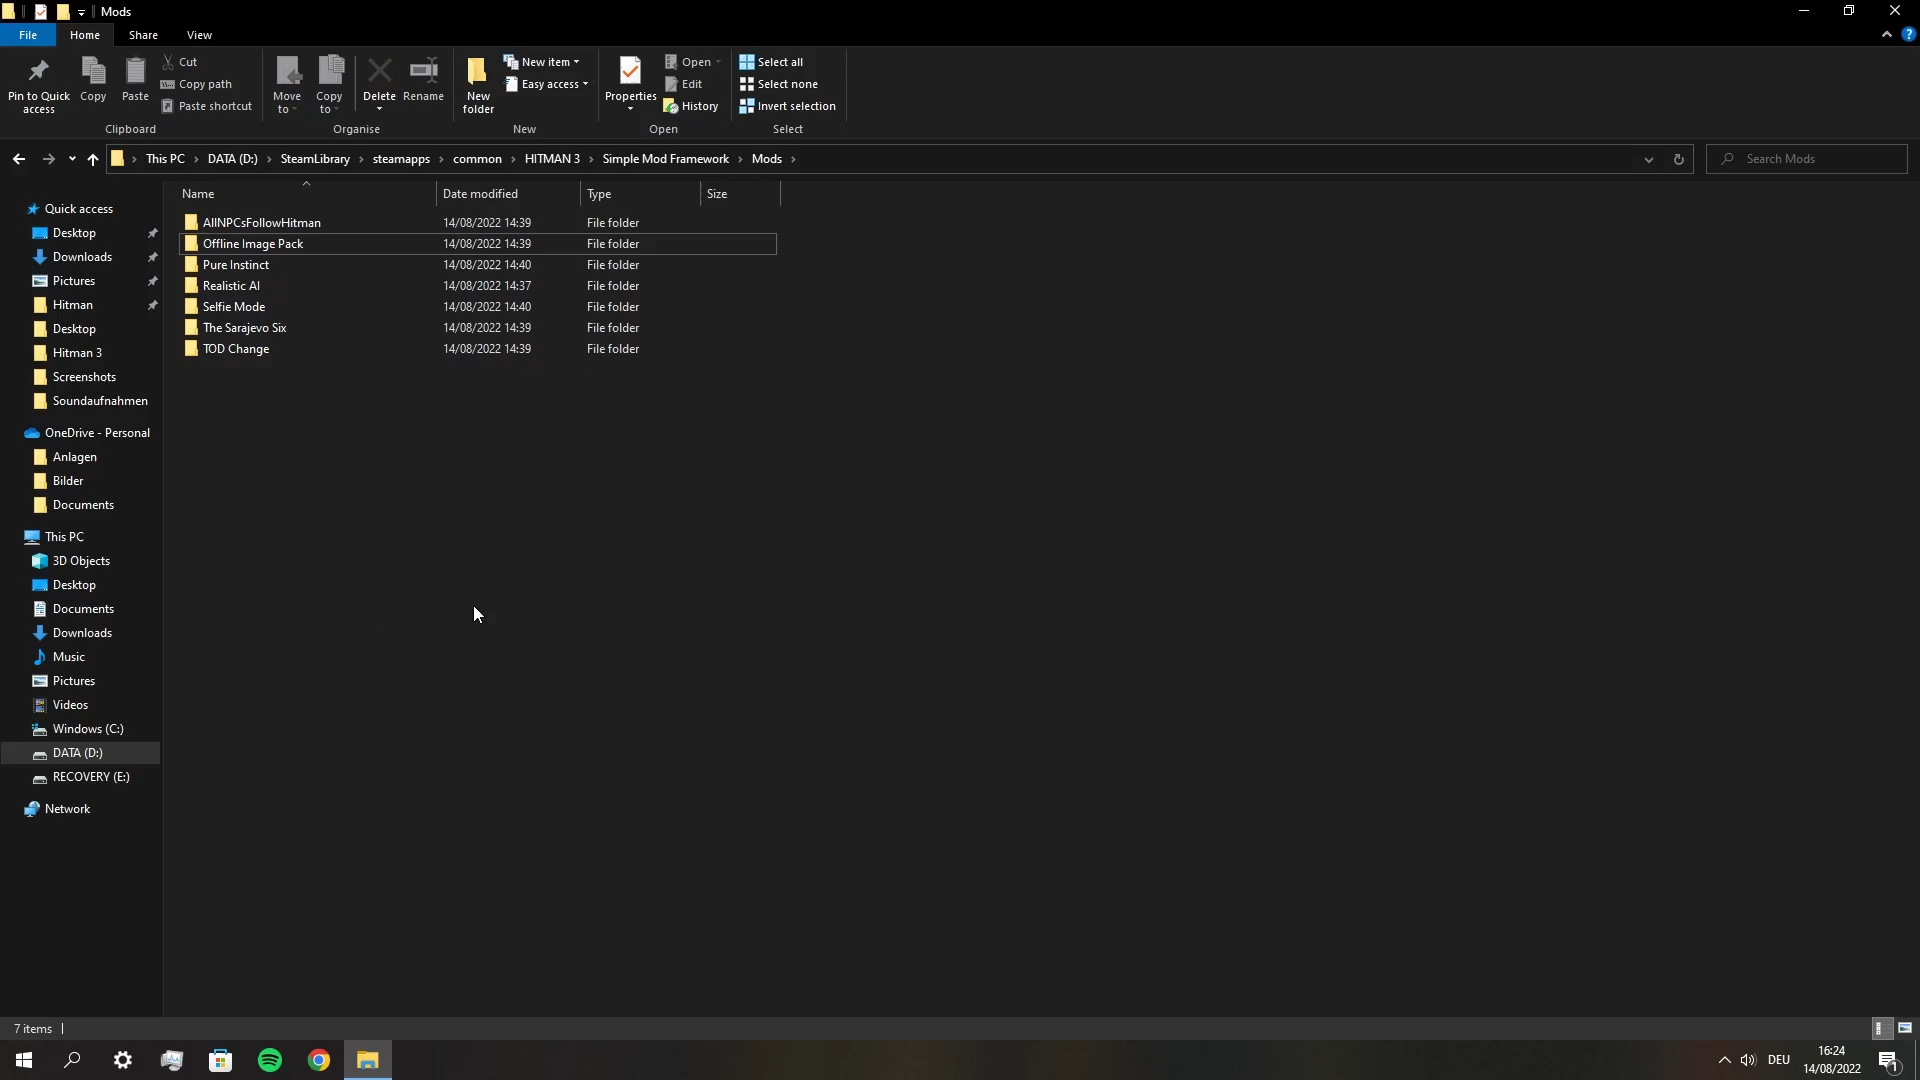 Mods
File Home Share View
Pin to Quick access
Copy
Paste
Cut
Copy path
Paste shortcut
Clipboard
Move to
Copy to
Delete
Rename
Organise
New folder
New item
Easy access
New
Properties
Open
Edit
History
Open
Select all
Select none
Invert selection
Select
This PC > DATA (D:) > SteamLibrary > steamapps > common > HITMAN 3 > Simple Mod Framework > Mods >
Search Mods
Name Date modified Type Size
AllNPCsFollowHitman 14/08/2022 14:39 File folder
Offline Image Pack 14/08/2022 14:39 File folder
Pure Instinct 14/08/2022 14:40 File folder
Realistic AI 14/08/2022 14:37 File folder
Selfie Mode 14/08/2022 14:40 File folder
The Sarajevo Six 14/08/2022 14:39 File folder
TOD Change 14/08/2022 14:39 File folder
Quick access
Desktop
Downloads
Pictures
Hitman
Desktop
Hitman 3
Screenshots
Soundaufnahmen
OneDrive - Personal
Anlagen
Bilder
Documents
This PC
3D Objects
Desktop
Documents
Downloads
Music
Pictures
Videos
Windows (C:)
DATA (D:)
RECOVERY (E:)
Network
7 items
DEU
16:24
14/08/2022
1